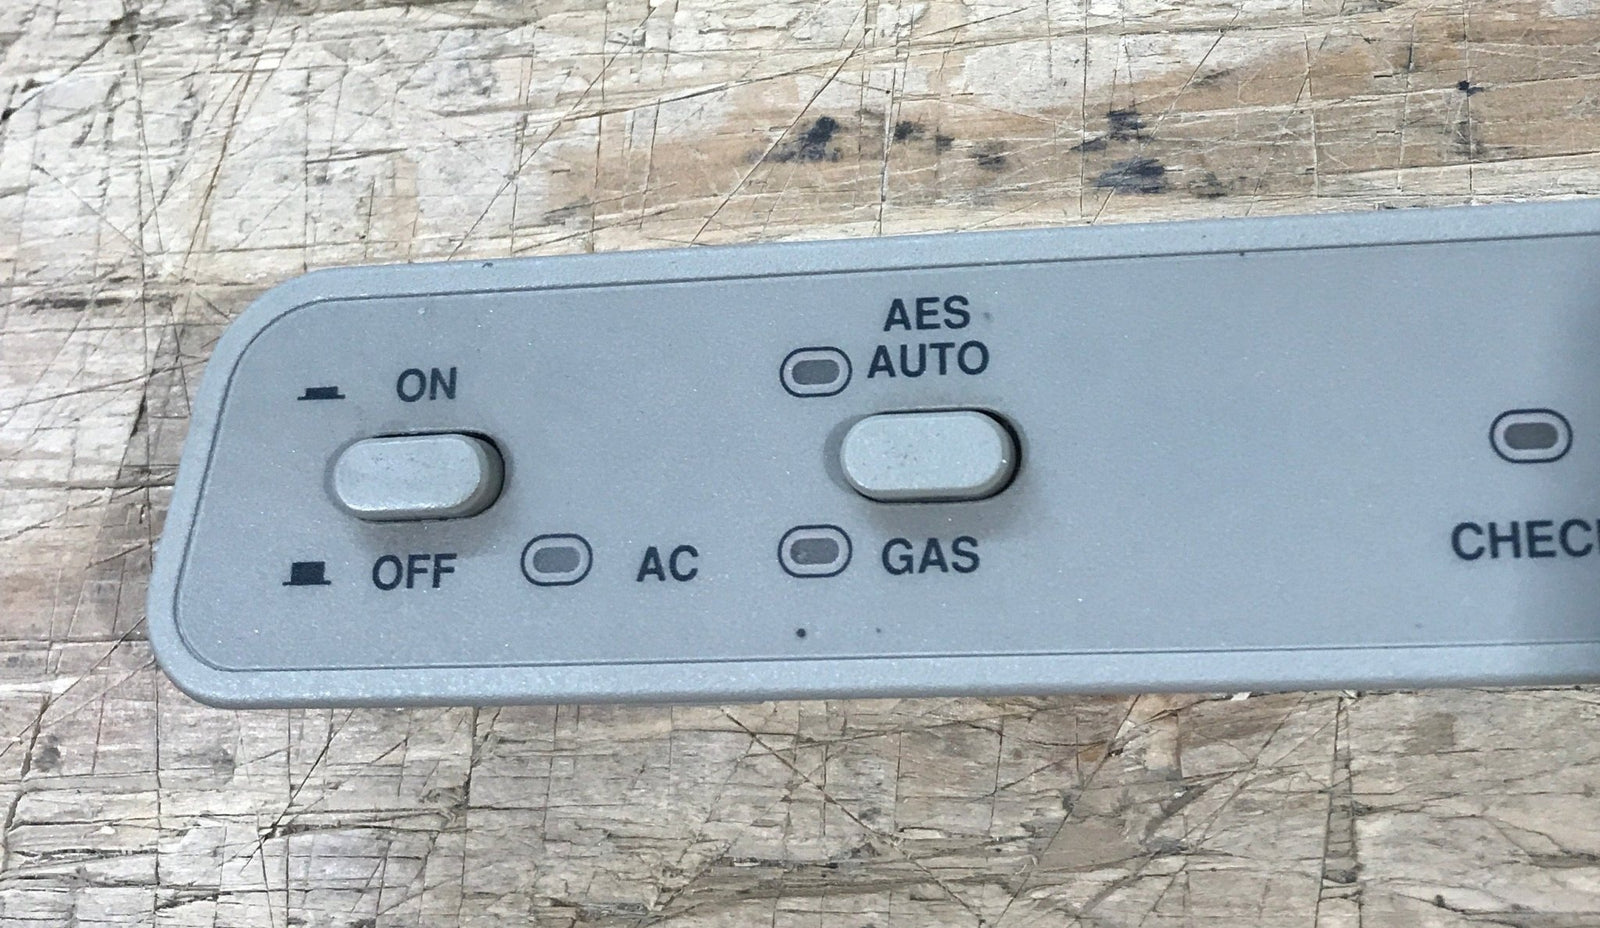 ON
OFF
AC
AES
AUTO
GAS